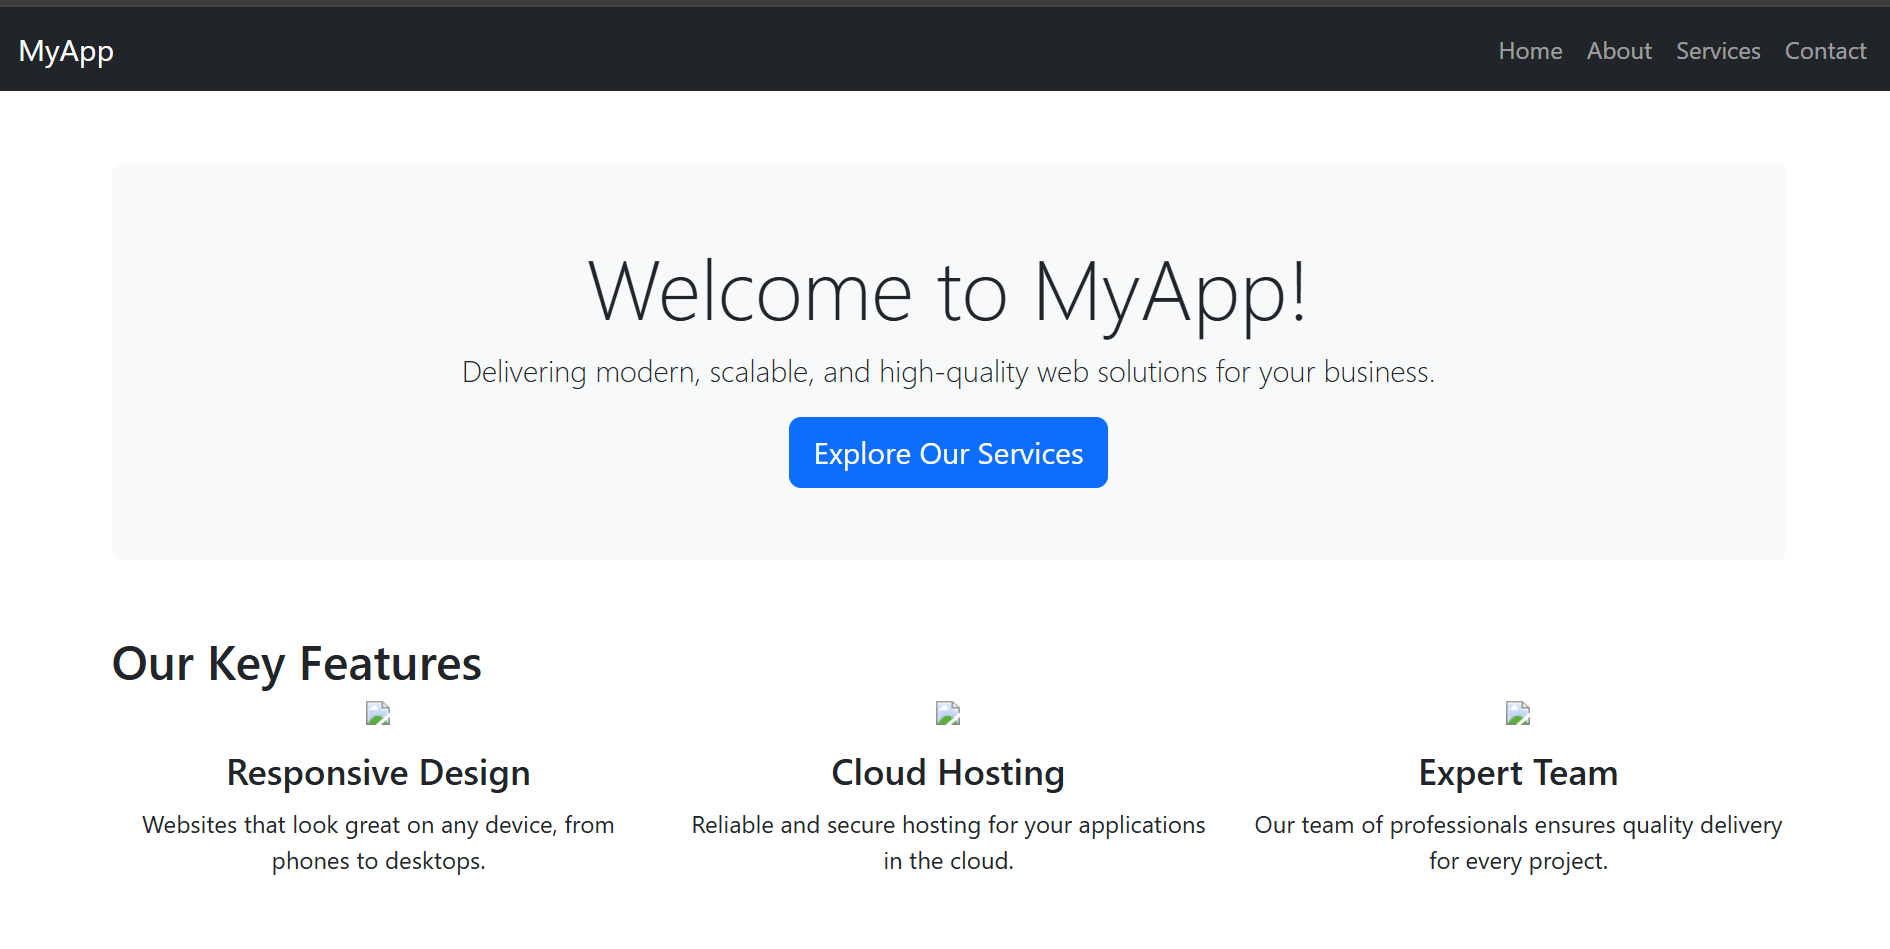 MyApp
Home About Services Contact
Welcome to MyApp!
Delivering modern, scalable, and high-quality web solutions for your business.
Explore Our Services
Our Key Features
Responsive Design
Websites that look great on any device, from
phones to desktops.
Cloud Hosting
Reliable and secure hosting for your applications
in the cloud.
Expert Team
Our team of professionals ensures quality delivery
for every project.